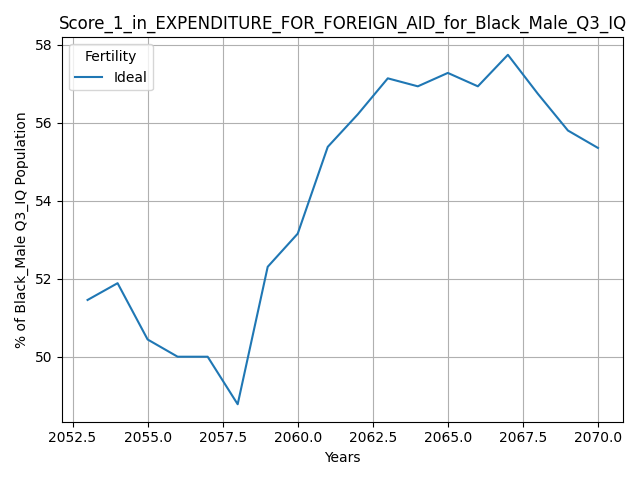 Score_1_in_EXPENDITURE_FOR_FOREIGN_AID_for_Black_Male_Q3_IQ
Fertility
Ideal
% of Black_Male Q3_IQ Population
58
56
54
52
50
2052.5 2055.0 2057.5 2060.0 2062.5 2065.0 2067.5 2070.0
Years